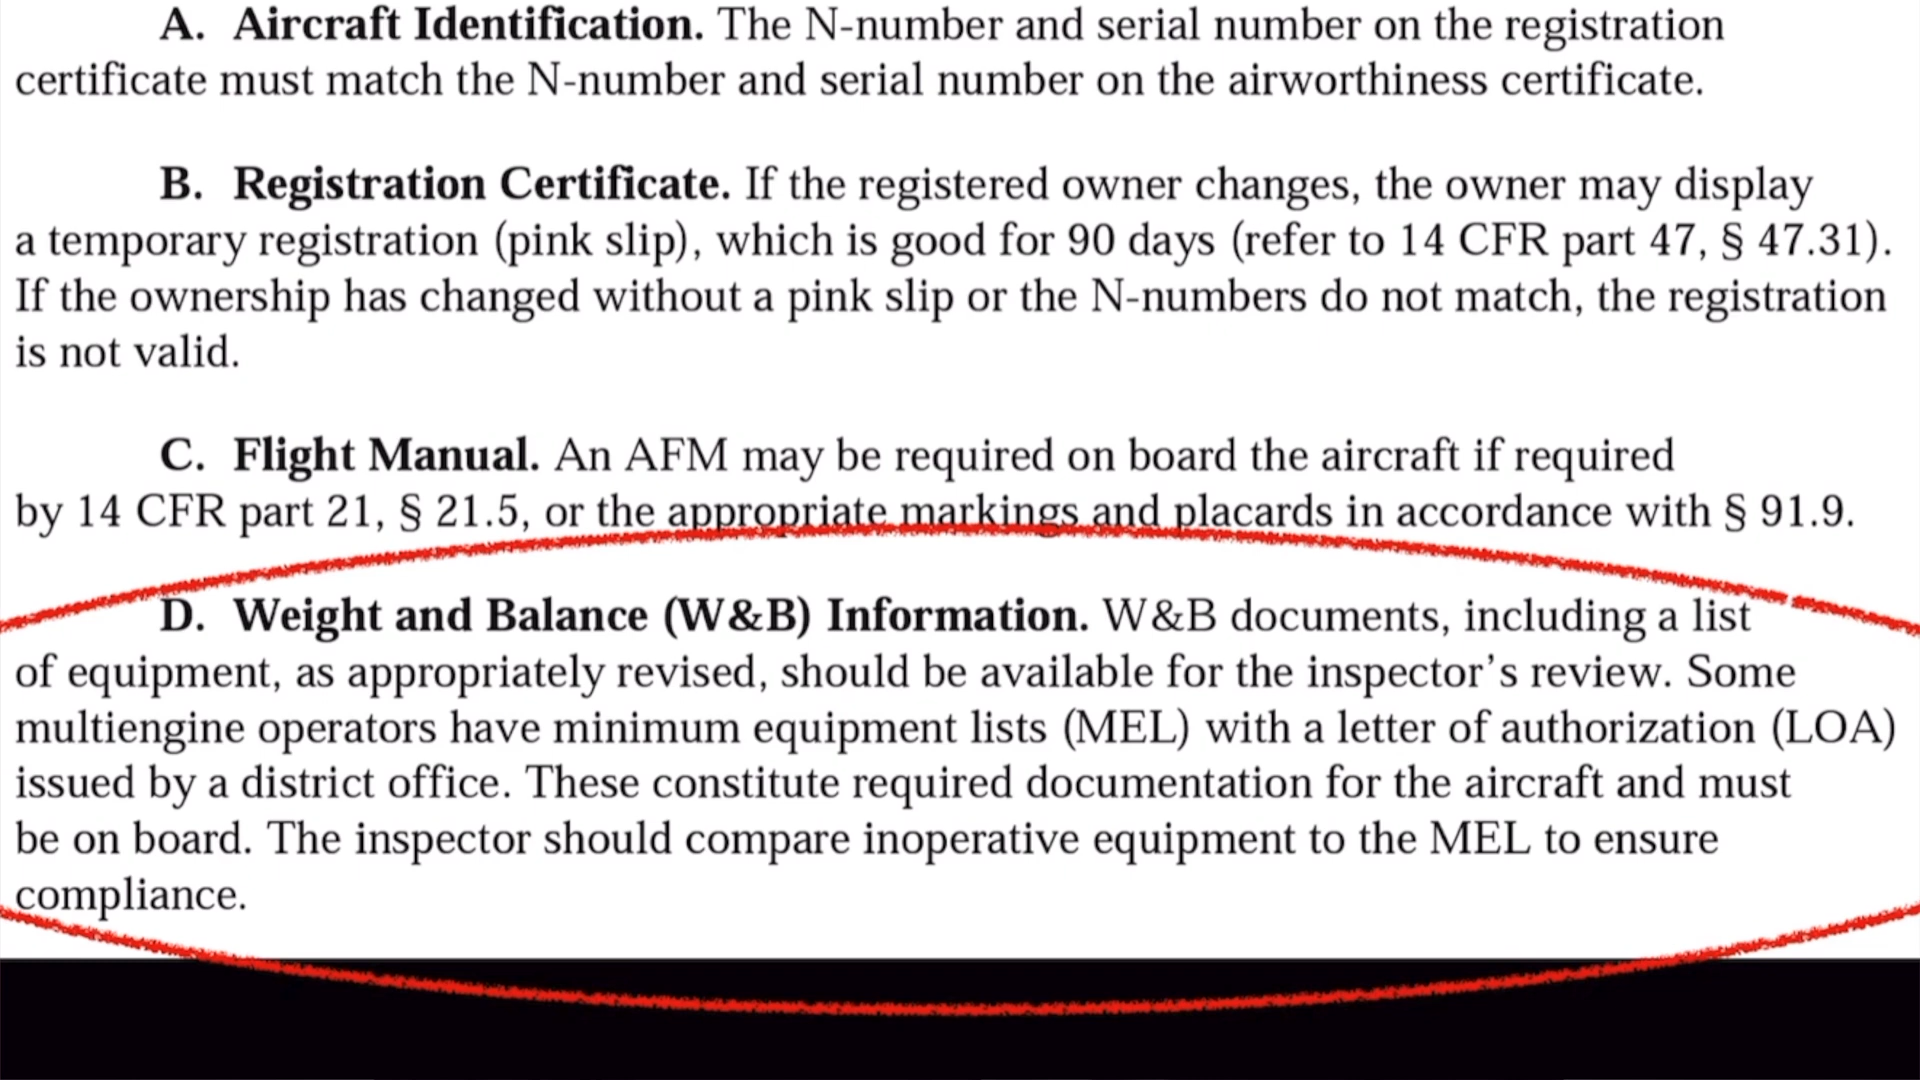 A. Aircraft Identification. The N-number and serial number on the registration
certificate must match the N-number and serial number on the airworthiness certificate.
B. Registration Certificate. If the registered owner changes, the owner may display
a temporary registration (pink slip), which is good for 90 days (refer to 14 CFR part 47, § 47.31).
If the ownership has changed without a pink slip or the N-numbers do not match, the registration
is not valid.
C. Flight Manual. An AFM may be required on board the aircraft if required
by 14 CFR part 21, § 21.5, or the appropriate markings and placards in accordance with § 91.9.
D. Weight and Balance (W&B) Information. W&B documents, including a list
of equipment, as appropriately revised, should be available for the inspector’s review. Some
multiengine operators have minimum equipment lists (MEL) with a letter of authorization (LOA)
issued by a district office. These constitute required documentation for the aircraft and must
be on board. The inspector should compare inoperative equipment to the MEL to ensure
compliance.